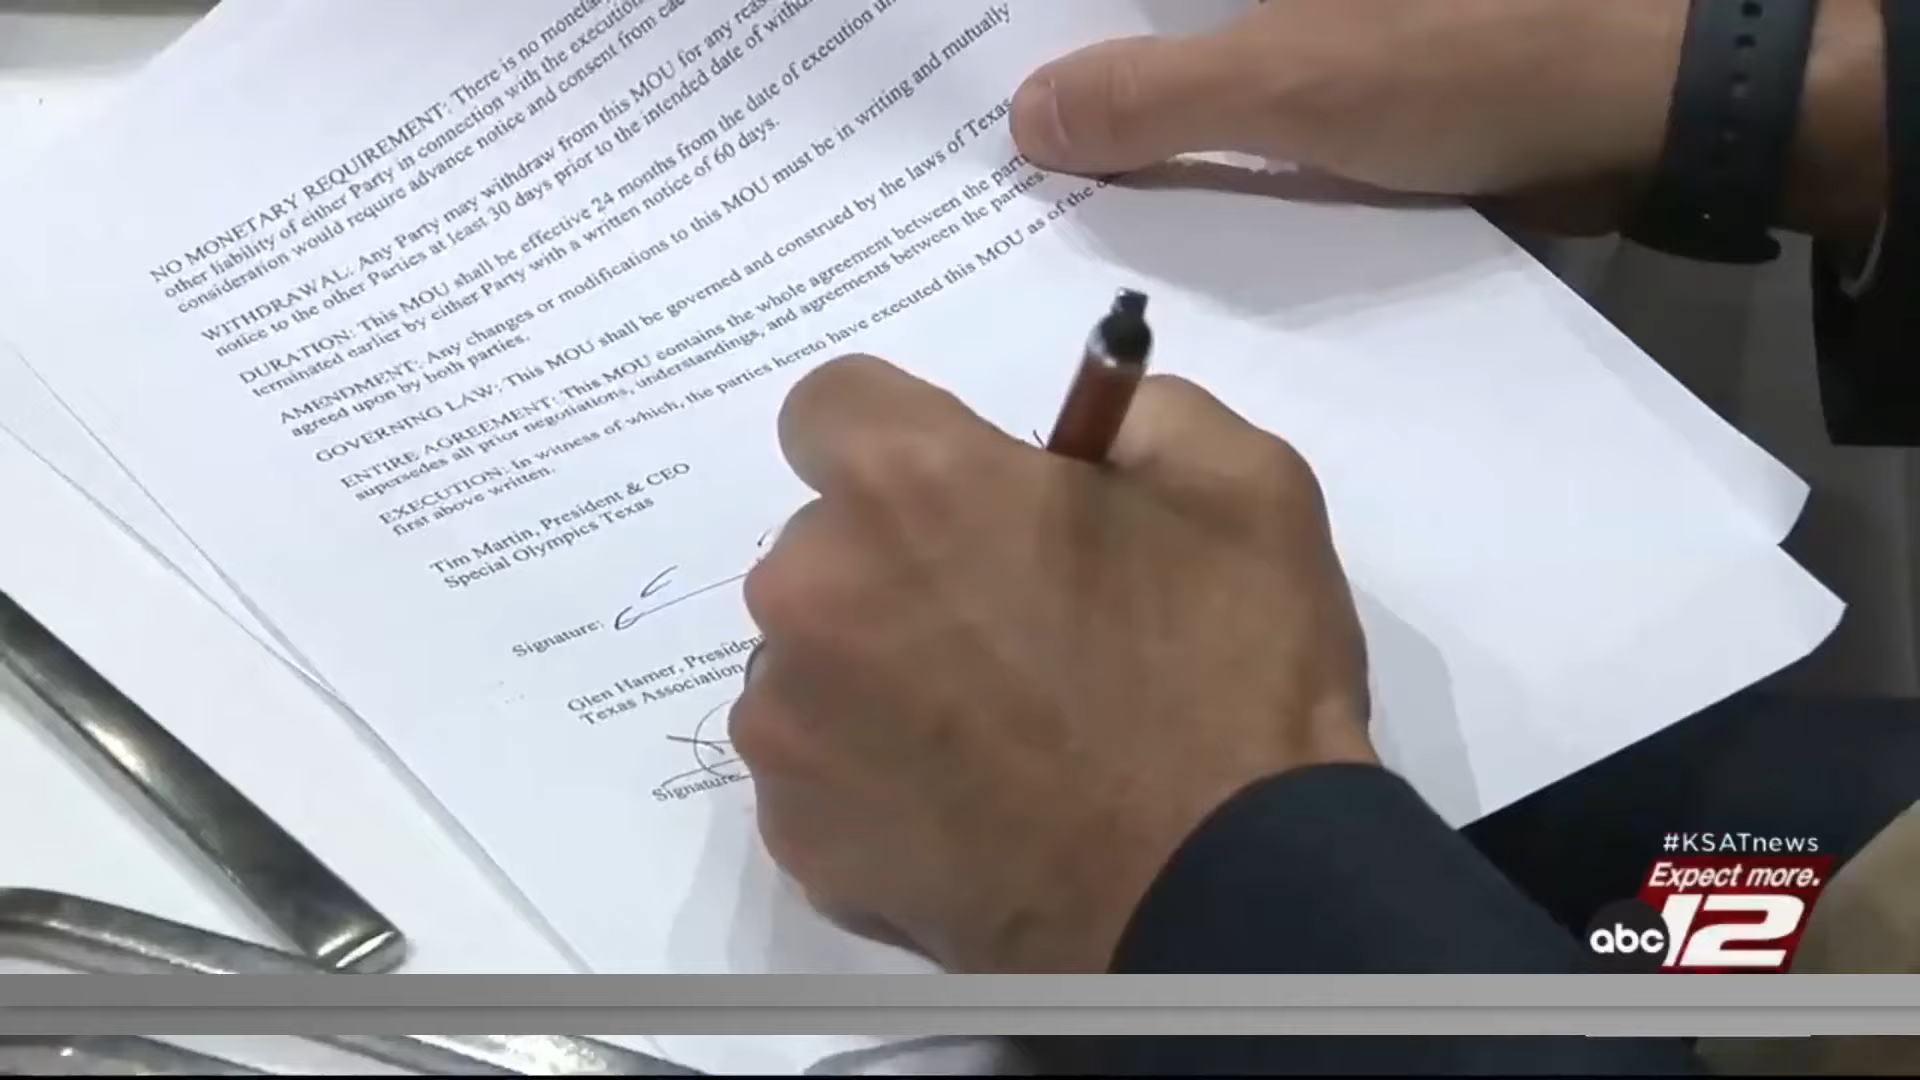 NO MONETARY REQUIREMENT: There is no moneta
other liability of either Party in connection with the execution
consideration would require advance notice and consent from eac
WITHDRAWAL: Any Party may withdraw from this MOU for any reas
notice to the other Parties at least 30 days prior to the intended date of withd
DURATION: This MOU shall be effective 24 months from the date of execution un
terminated earlier by either Party with a written notice of 60 days.
AMENDMENT: Any changes or modifications to this MOU must be in writing and mutually
agreed upon by both parties.
GOVERNING LAW: This MOU shall be governed and construed by the laws of Texas
ENTIRE AGREEMENT: This MOU contains the whole agreement between the parti
supersedes all prior negotiations, understandings, and agreements between the parties.
EXECUTION: In witness of which, the parties hereto have executed this MOU as of the d
first above written.
Tim Martin, President & CEO
Special Olympics Texas
Signature:
Glen Hamer, Presiden
Texas Association
Signature:
#KSATnews
Expect more.
abc 12